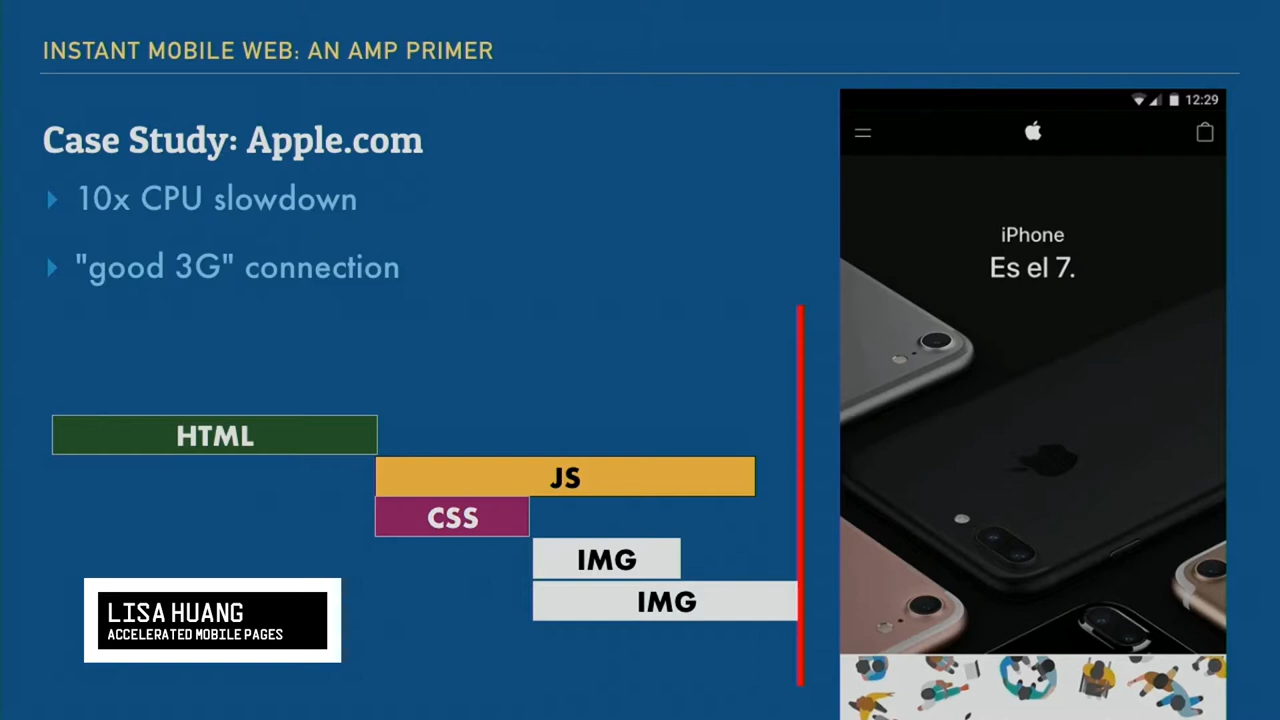 INSTANT MOBILE WEB: AN AMP PRIMER
Case Study: Apple.com
10x CPU slowdown
"good 3G" connection
HTML
JS
CSS
IMG
IMG
LISA HUANG
ACCELERATED MOBILE PAGES
12:29
iPhone
Es el 7.